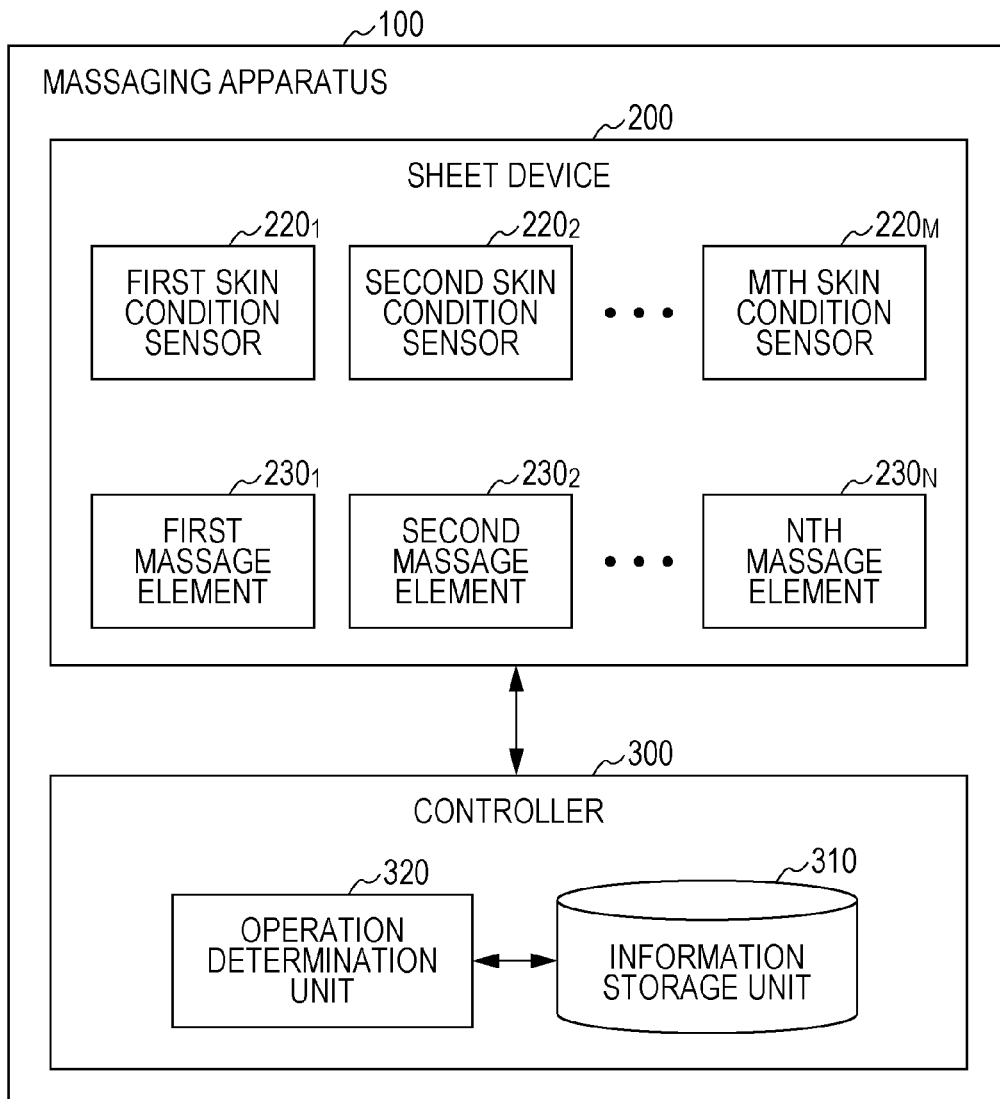 100
MASSAGING APPARATUS
200
SHEET DEVICE
220₁
220₂
220M
FIRST SKIN
CONDITION
SENSOR
SECOND SKIN
CONDITION
SENSOR
• • •
MTH SKIN
CONDITION
SENSOR
230₁
230₂
230N
FIRST
MASSAGE
ELEMENT
SECOND
MASSAGE
ELEMENT
• • •
NTH
MASSAGE
ELEMENT
300
CONTROLLER
320
310
OPERATION
DETERMINATION
UNIT
INFORMATION
STORAGE UNIT